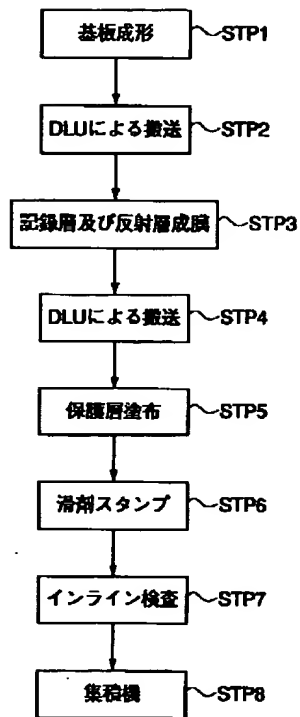 基板成形 STP1
DLUによる搬送 STP2
記録層及び反射層成膜 STP3
DLUによる搬送 STP4
保護層塗布 STP5
滑剤スタンプ STP6
インライン検査 STP7
集積機 STP8